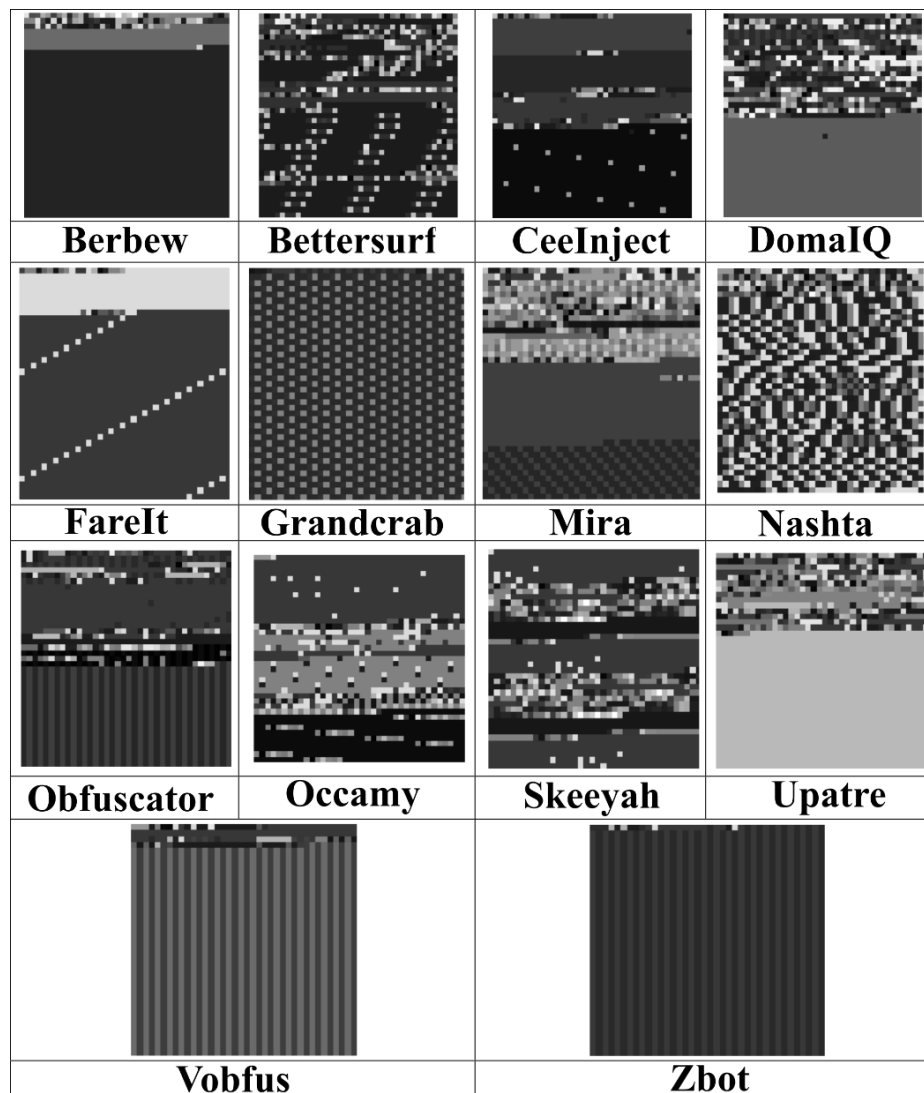 Berbew Bettersurf CeeInject DomaIQ
FareIt Grandcrab Mira Nashta
Obfuscator Occamy Skeeyah Upatre
Vobfus Zbot